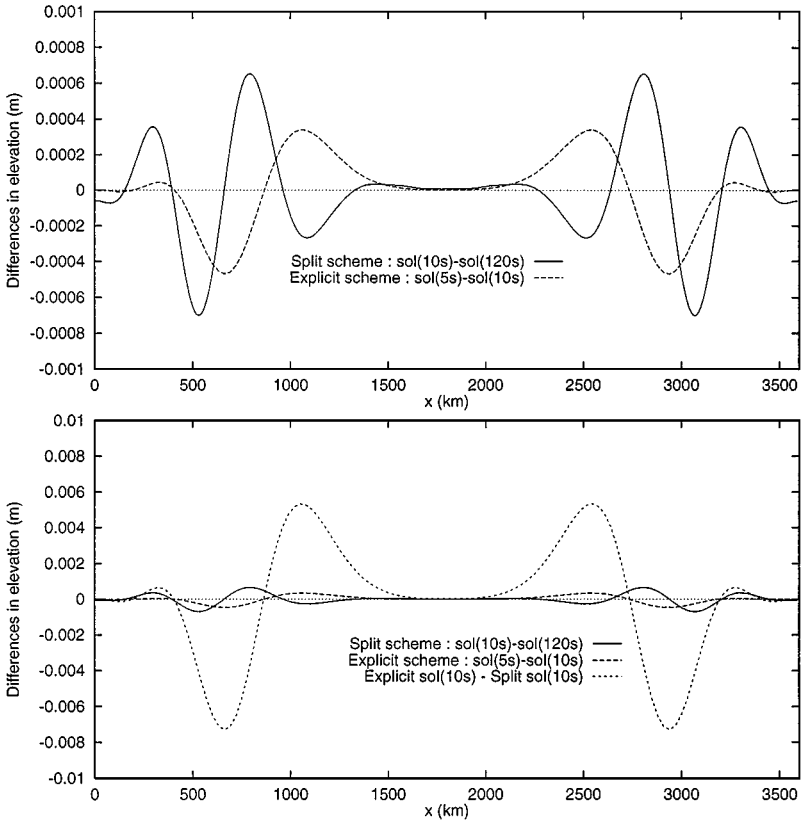 0.001
0.0008
0.0006
0.0004
0.0002
0
-0.0002
-0.0004
-0.0006
-0.0008
-0.001
Differences in elevation (m)
Split scheme : sol(10s)-sol(120s)
Explicit scheme : sol(5s)-sol(10s)
0 500 1000 1500 2000 2500 3000 3500
x (km)
0.01
0.008
0.006
0.004
0.002
0
-0.002
-0.004
-0.006
-0.008
-0.01
Differences in elevation (m)
Split scheme : sol(10s)-sol(120s)
Explicit scheme : sol(5s)-sol(10s)
Explicit sol(10s) - Split sol(10s)
0 500 1000 1500 2000 2500 3000 3500
x (km)